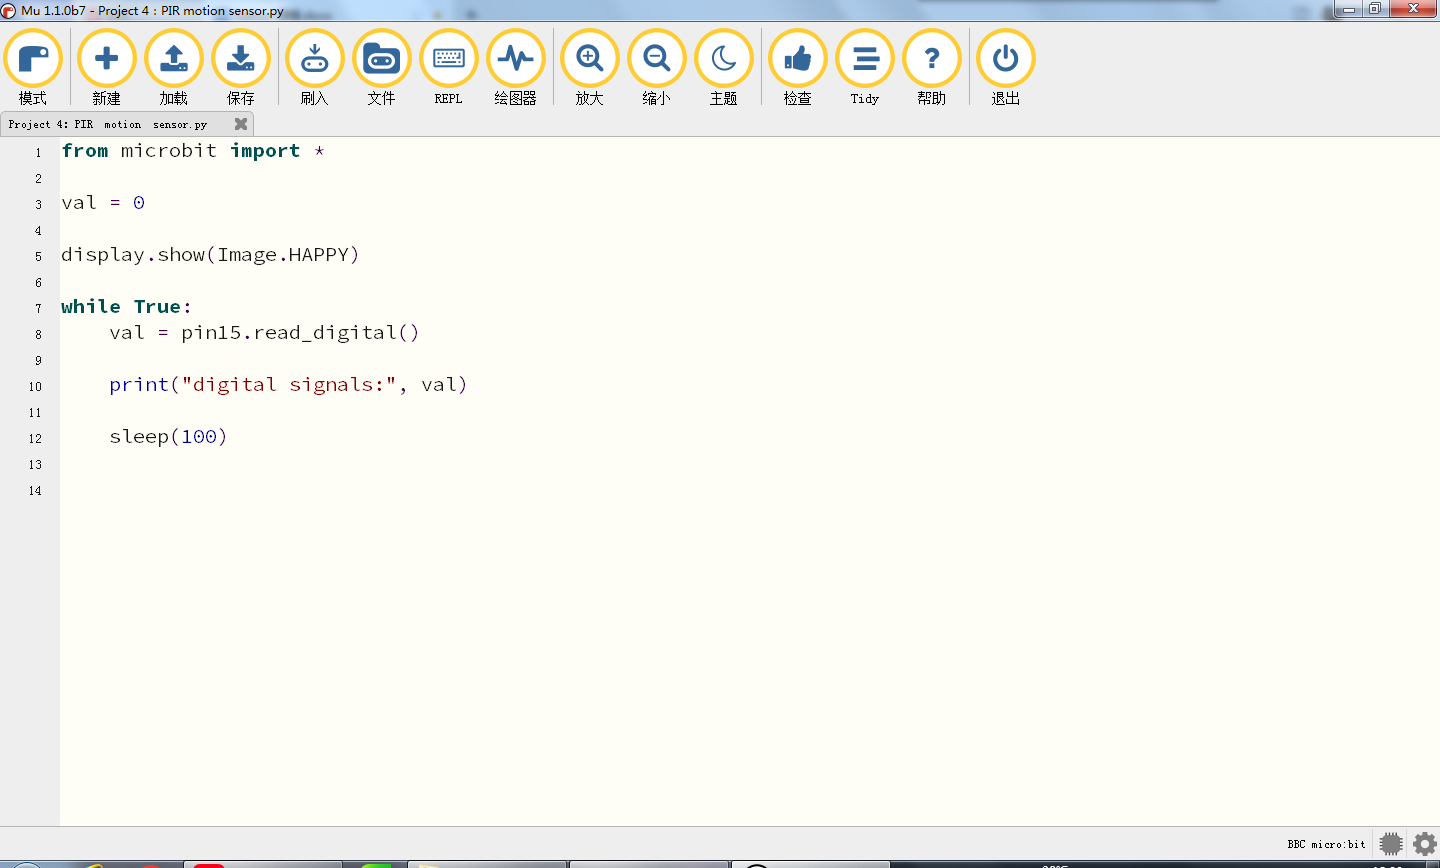 Mu 1.1.0b7 - Project 4 : PIR motion sensor.py
模式 新建 加载 保存 刷入 文件 REPL 绘图器 放大 缩小 主题 检查 Tidy 帮助 退出
Project 4: PIR motion sensor.py
1 from microbit import *
2
3 val = 0
4
5 display.show(Image.HAPPY)
6
7 while True:
8 val = pin15.read_digital()
9
10 print("digital signals:", val)
11
12 sleep(100)
13
14
BBC micro:bit